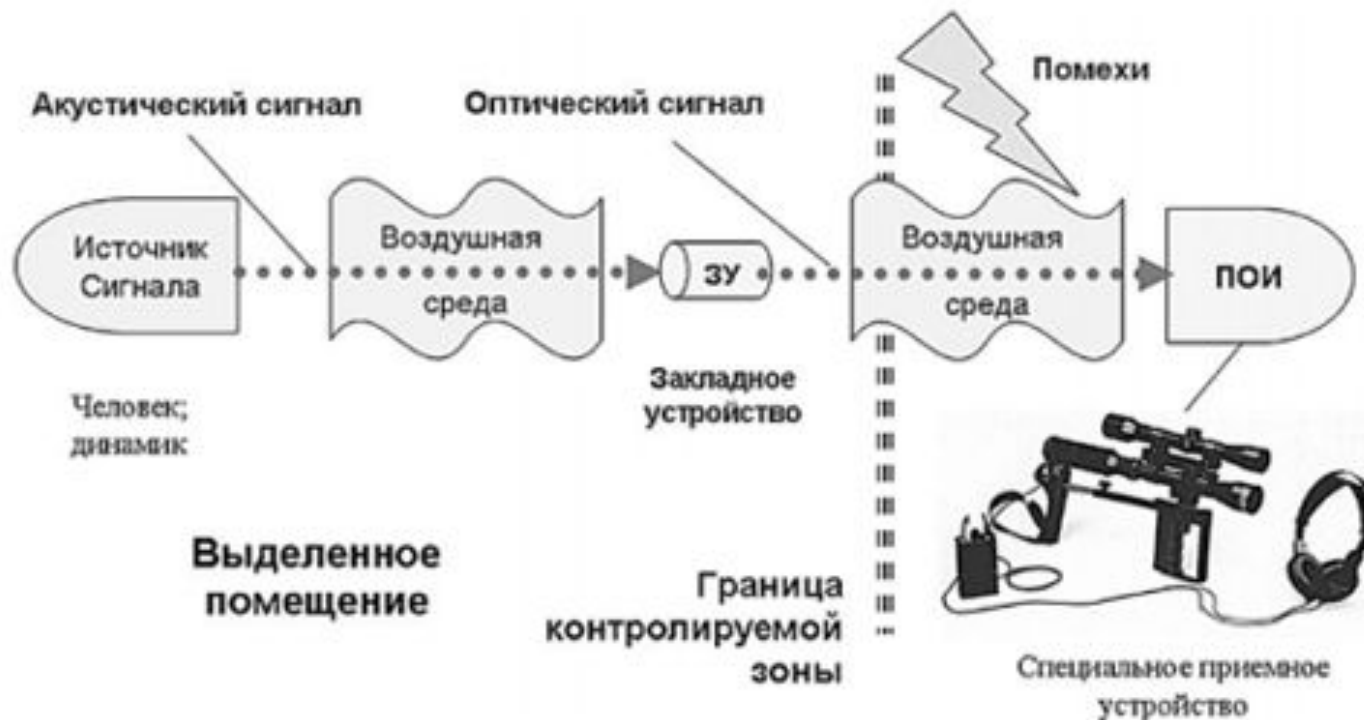 Помехи
Акустический сигнал
Оптический сигнал
Источник
Сигнала
Воздушная
среда
ЗУ
Воздушная
среда
ПОИ
Закладное
устройство
Человек;
динамик
Выделенное
помещение
Граница
контролируемой
зоны
Специальное приемное
устройство